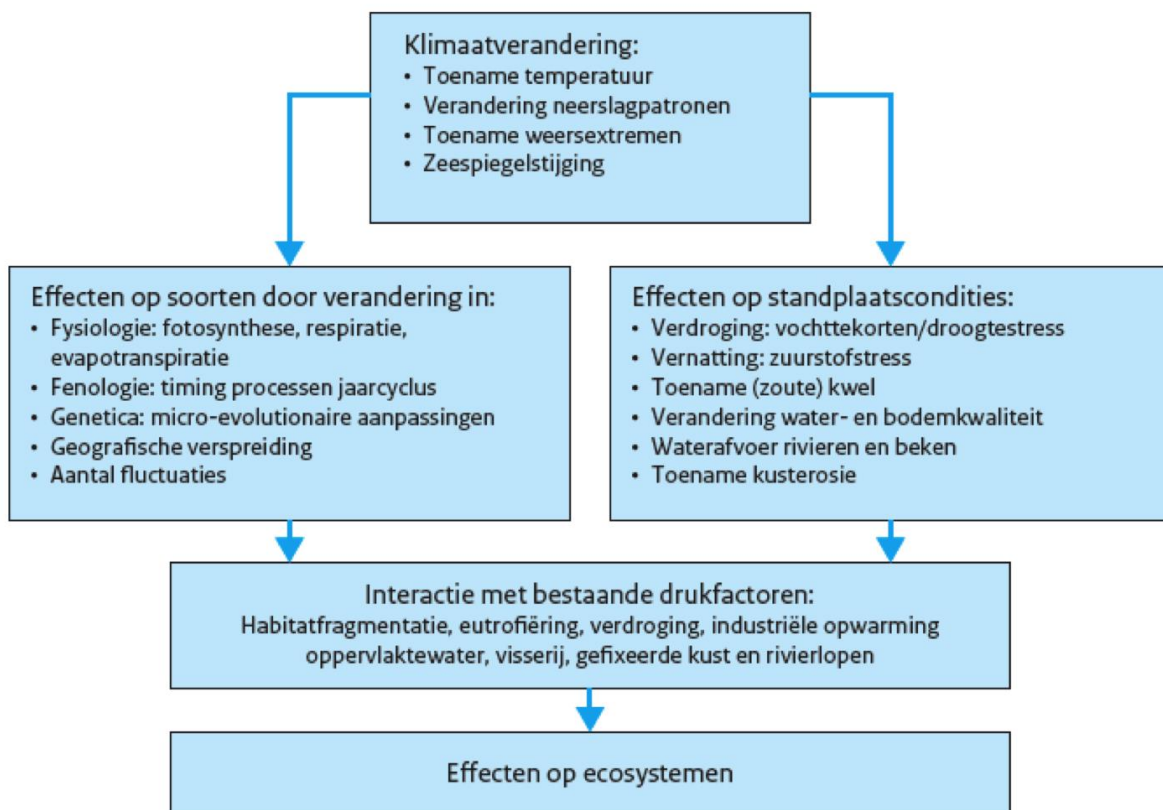 Klimaatverandering:
• Toename temperatuur
• Verandering neerslagpatronen
• Toename weersextremen
• Zeespiegelstijging
Effecten op soorten door verandering in:
• Fysiologie: fotosynthese, respiratie,
evapotranspiratie
• Fenologie: timing processen jaarcyclus
• Genetica: micro-evolutionaire aanpassingen
• Geografische verspreiding
• Aantal fluctuaties
Effecten op standplaatscondities:
• Verdroging: vochttekorten/droogtestress
• Vernatting: zuurstofstress
• Toename (zoute) kwel
• Verandering water- en bodemkwaliteit
• Waterafvoer rivieren en beken
• Toename kusterosie
Interactie met bestaande drukfactoren:
Habitatfragmentatie, eutrofiëring, verdroging, industriële opwarming
oppervlaktewater, visserij, gefixeerde kust en rivierlopen
Effecten op ecosystemen